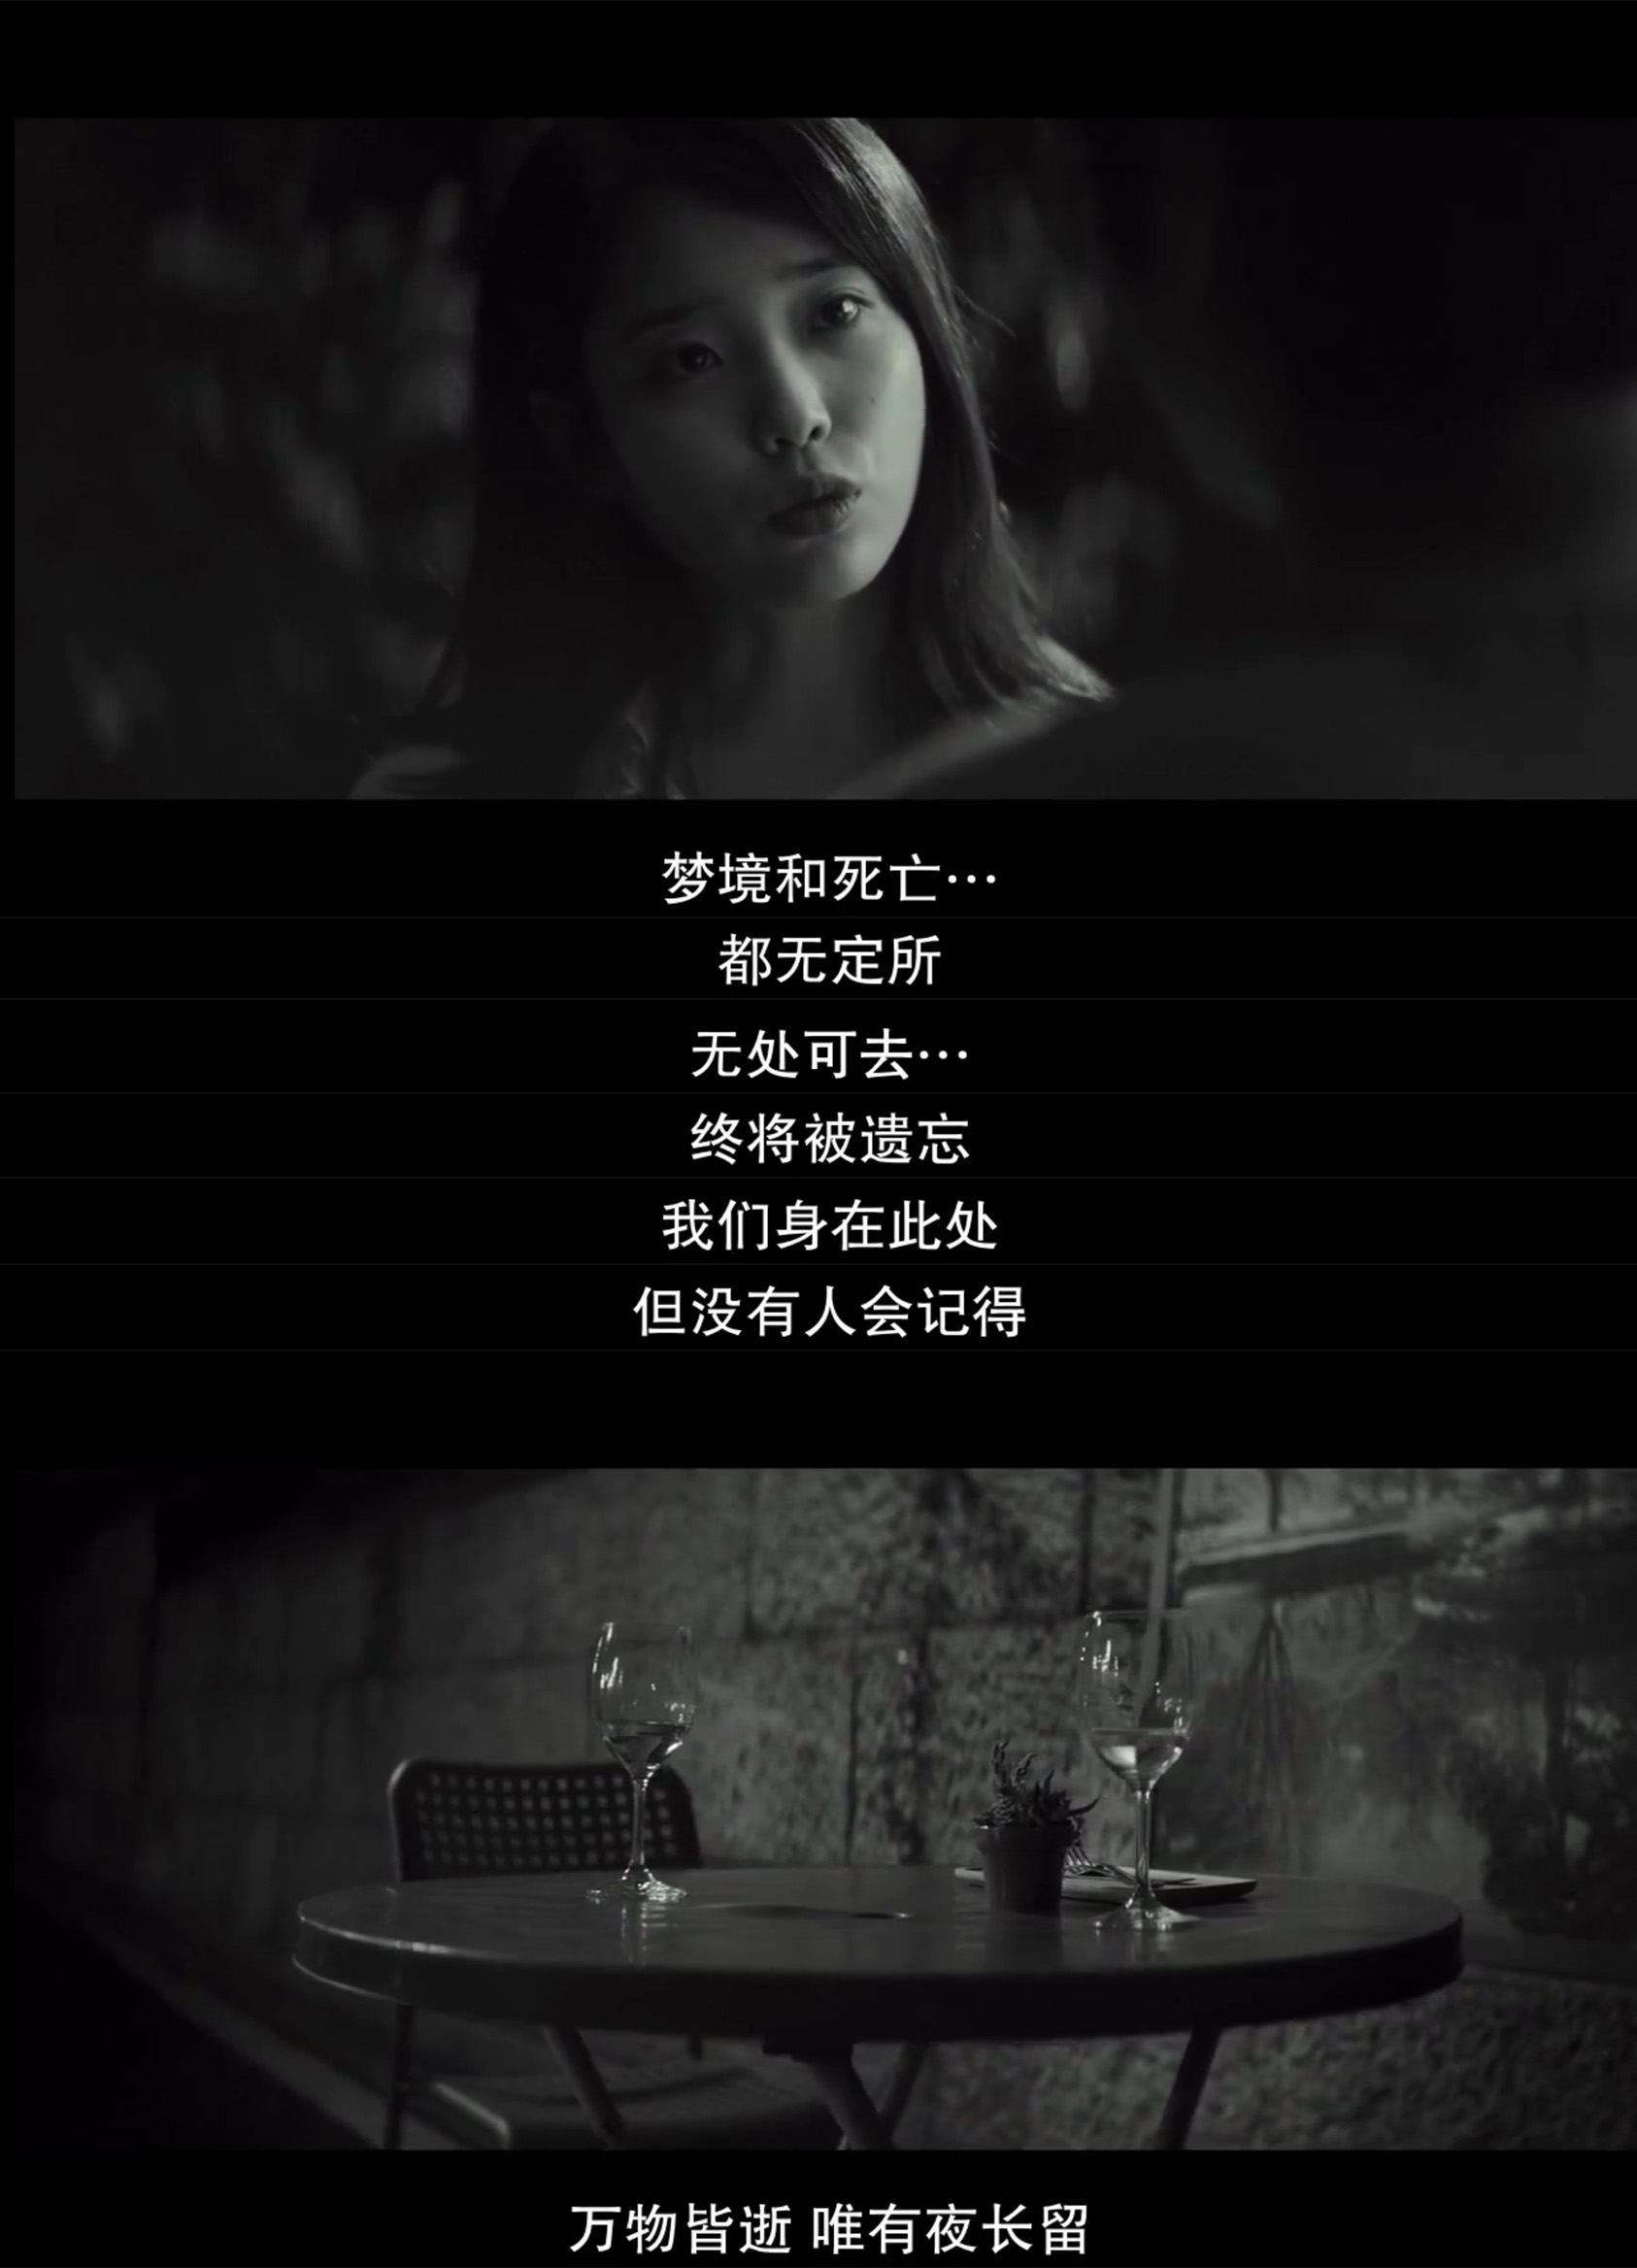 梦境和死亡…
都无定所
无处可去…
终将被遗忘
我们身在此处
但没有人会记得
万物皆逝 唯有夜长留